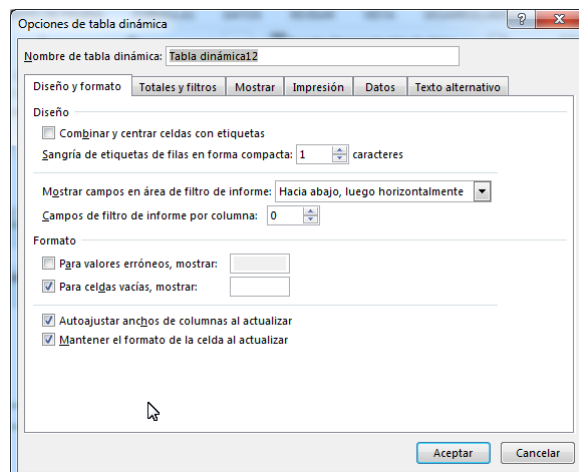 Opciones de tabla dinámica
Nombre de tabla dinámica: Tabla dinámica12
Diseño y formato Totales y filtros Mostrar Impresión Datos Texto alternativo
Diseño
Combinar y centrar celdas con etiquetas
Sangría de etiquetas de filas en forma compacta: 1 caracteres
Mostrar campos en área de filtro de informe: Hacia abajo, luego horizontalmente
Campos de filtro de informe por columna: 0
Formato
Para valores erróneos, mostrar:
Para celdas vacías, mostrar:
Autoajustar anchos de columnas al actualizar
Mantener el formato de la celda al actualizar
Aceptar Cancelar